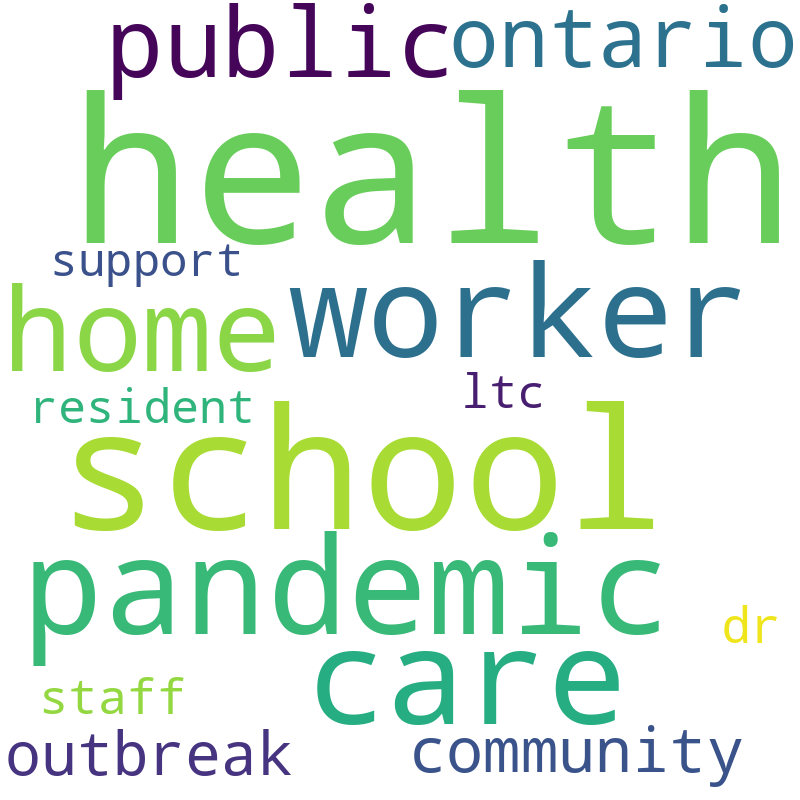 public ontario
health
support
home worker
resident ltc
school
pandemic
dr
care
staff
outbreak community